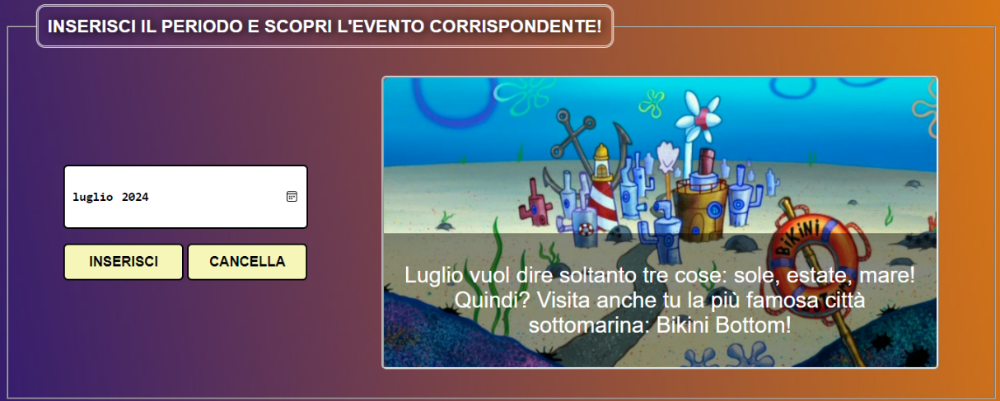 INSERISCI IL PERIODO E SCOPRI L'EVENTO CORRISPONDENTE!
luglio 2024
INSERISCI
CANCELLA
BIKINI
Luglio vuol dire soltanto tre cose: sole, estate, mare!
Quindi? Visita anche tu la più famosa città
sottomarina: Bikini Bottom!